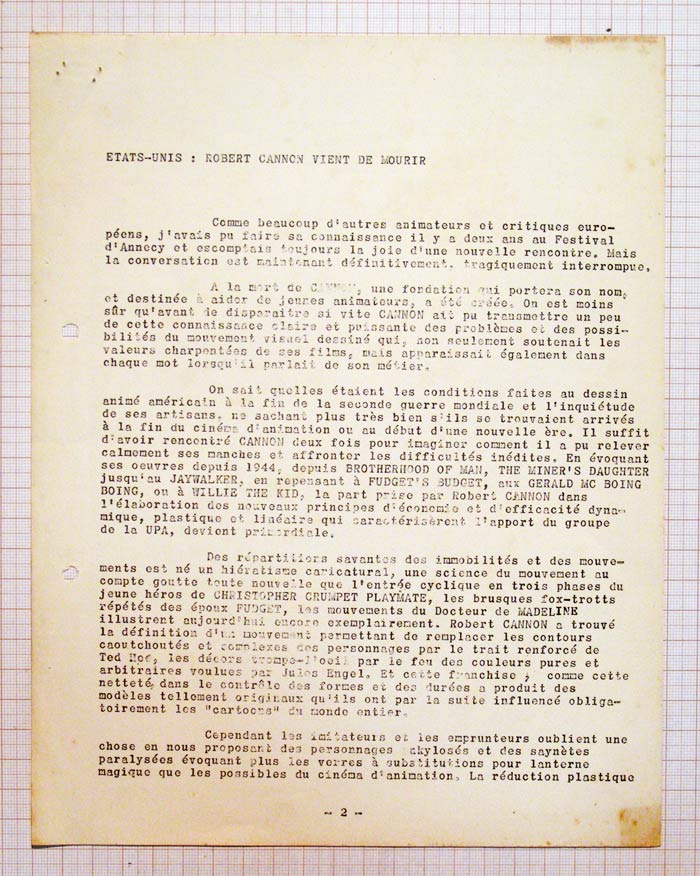 ETATS-UNIS : ROBERT CANNON VIENT DE MOURIR
Comme beaucoup d'autres animateurs et critiques euro-
péens, j'avais pu faire sa connaissance il y a deux ans au Festival
d'Annecy et escomptais toujours la joie d'une nouvelle rencontre. Mais
la conversation est maintenant définitivement, tragiquement interrompue.
A la mort de CANNON, une fondation qui portera son nom,
et destinée à aider de jeunes animateurs, a été créée. On est moins
sûr qu'avant de disparaitre si vite CANNON ait pu transmettre un peu
de cette connaissance claire et puissante des problèmes et des possi-
bilités du mouvement visuel dessiné qui, non seulement soutenait les
valeurs charpentées de ses films, mais apparaissait également dans
chaque mot lorsqu'il parlait de son métier.
On sait quelles étaient les conditions faites au dessin
animé américain à la fin de la seconde guerre mondiale et l'inquiétude
de ses artisans, ne sachant plus très bien s'ils se trouvaient arrivés
à la fin du cinéma d'animation ou au début d'une nouvelle ère. Il suffit
d'avoir rencontré CANNON deux fois pour imaginer comment il a pu relever
calmement ses manches et affronter les difficultés inédites. En évoquant
ses oeuvres depuis 1944, depuis BROTHERHOOD OF MAN, THE MINER'S DAUGHTER
jusqu'au JAYWALKER, en repensant à FUDGET'S BUDGET, aux GERALD MC BOING
BOING, ou à WILLIE THE KID, la part prise par Robert CANNON dans
l'élaboration des nouveaux principes d'économie et d'efficacité dyna-
mique, plastique et linéaire qui caractérisèrent l'apport du groupe
de la UPA, devient primordiale.
Des répartitions savantes des immobilités et des mouve-
ments est né un hiératisme caricatural, une science du mouvement au
compte goutte toute nouvelle que l'entrée cyclique en trois phases du
jeune héros de CHRISTOPHER CRUMPET PLAYMATE, les brusques fox-trotts
répétés des époux FUDGET, les mouvements du Docteur de MADELINE
illustrent aujourd'hui encore exemplairement. Robert CANNON a trouvé
la définition d'un mouvement permettant de remplacer les contours
caoutchoutés et complexes des personnages par le trait renforcé de
Ted les décors trompe-l'oeil par le feu des couleurs pures et
arbitraires voulues par Jules Engel. Et cette franchise , comme cette
netteté, dans le contrôle des formes et des durées a produit des
modèles tellement originaux qu'ils ont par la suite influencé obliga-
toirement les "cartoons" du monde entier.
Cependant les imitateurs et les emprunteurs oublient une
chose en nous proposant des personnages ankylosés et des saynètes
paralysées évoquant plus les verres à substitutions pour lanterne
magique que les possibles du cinéma d'animation. La réduction plastique
- 2 -